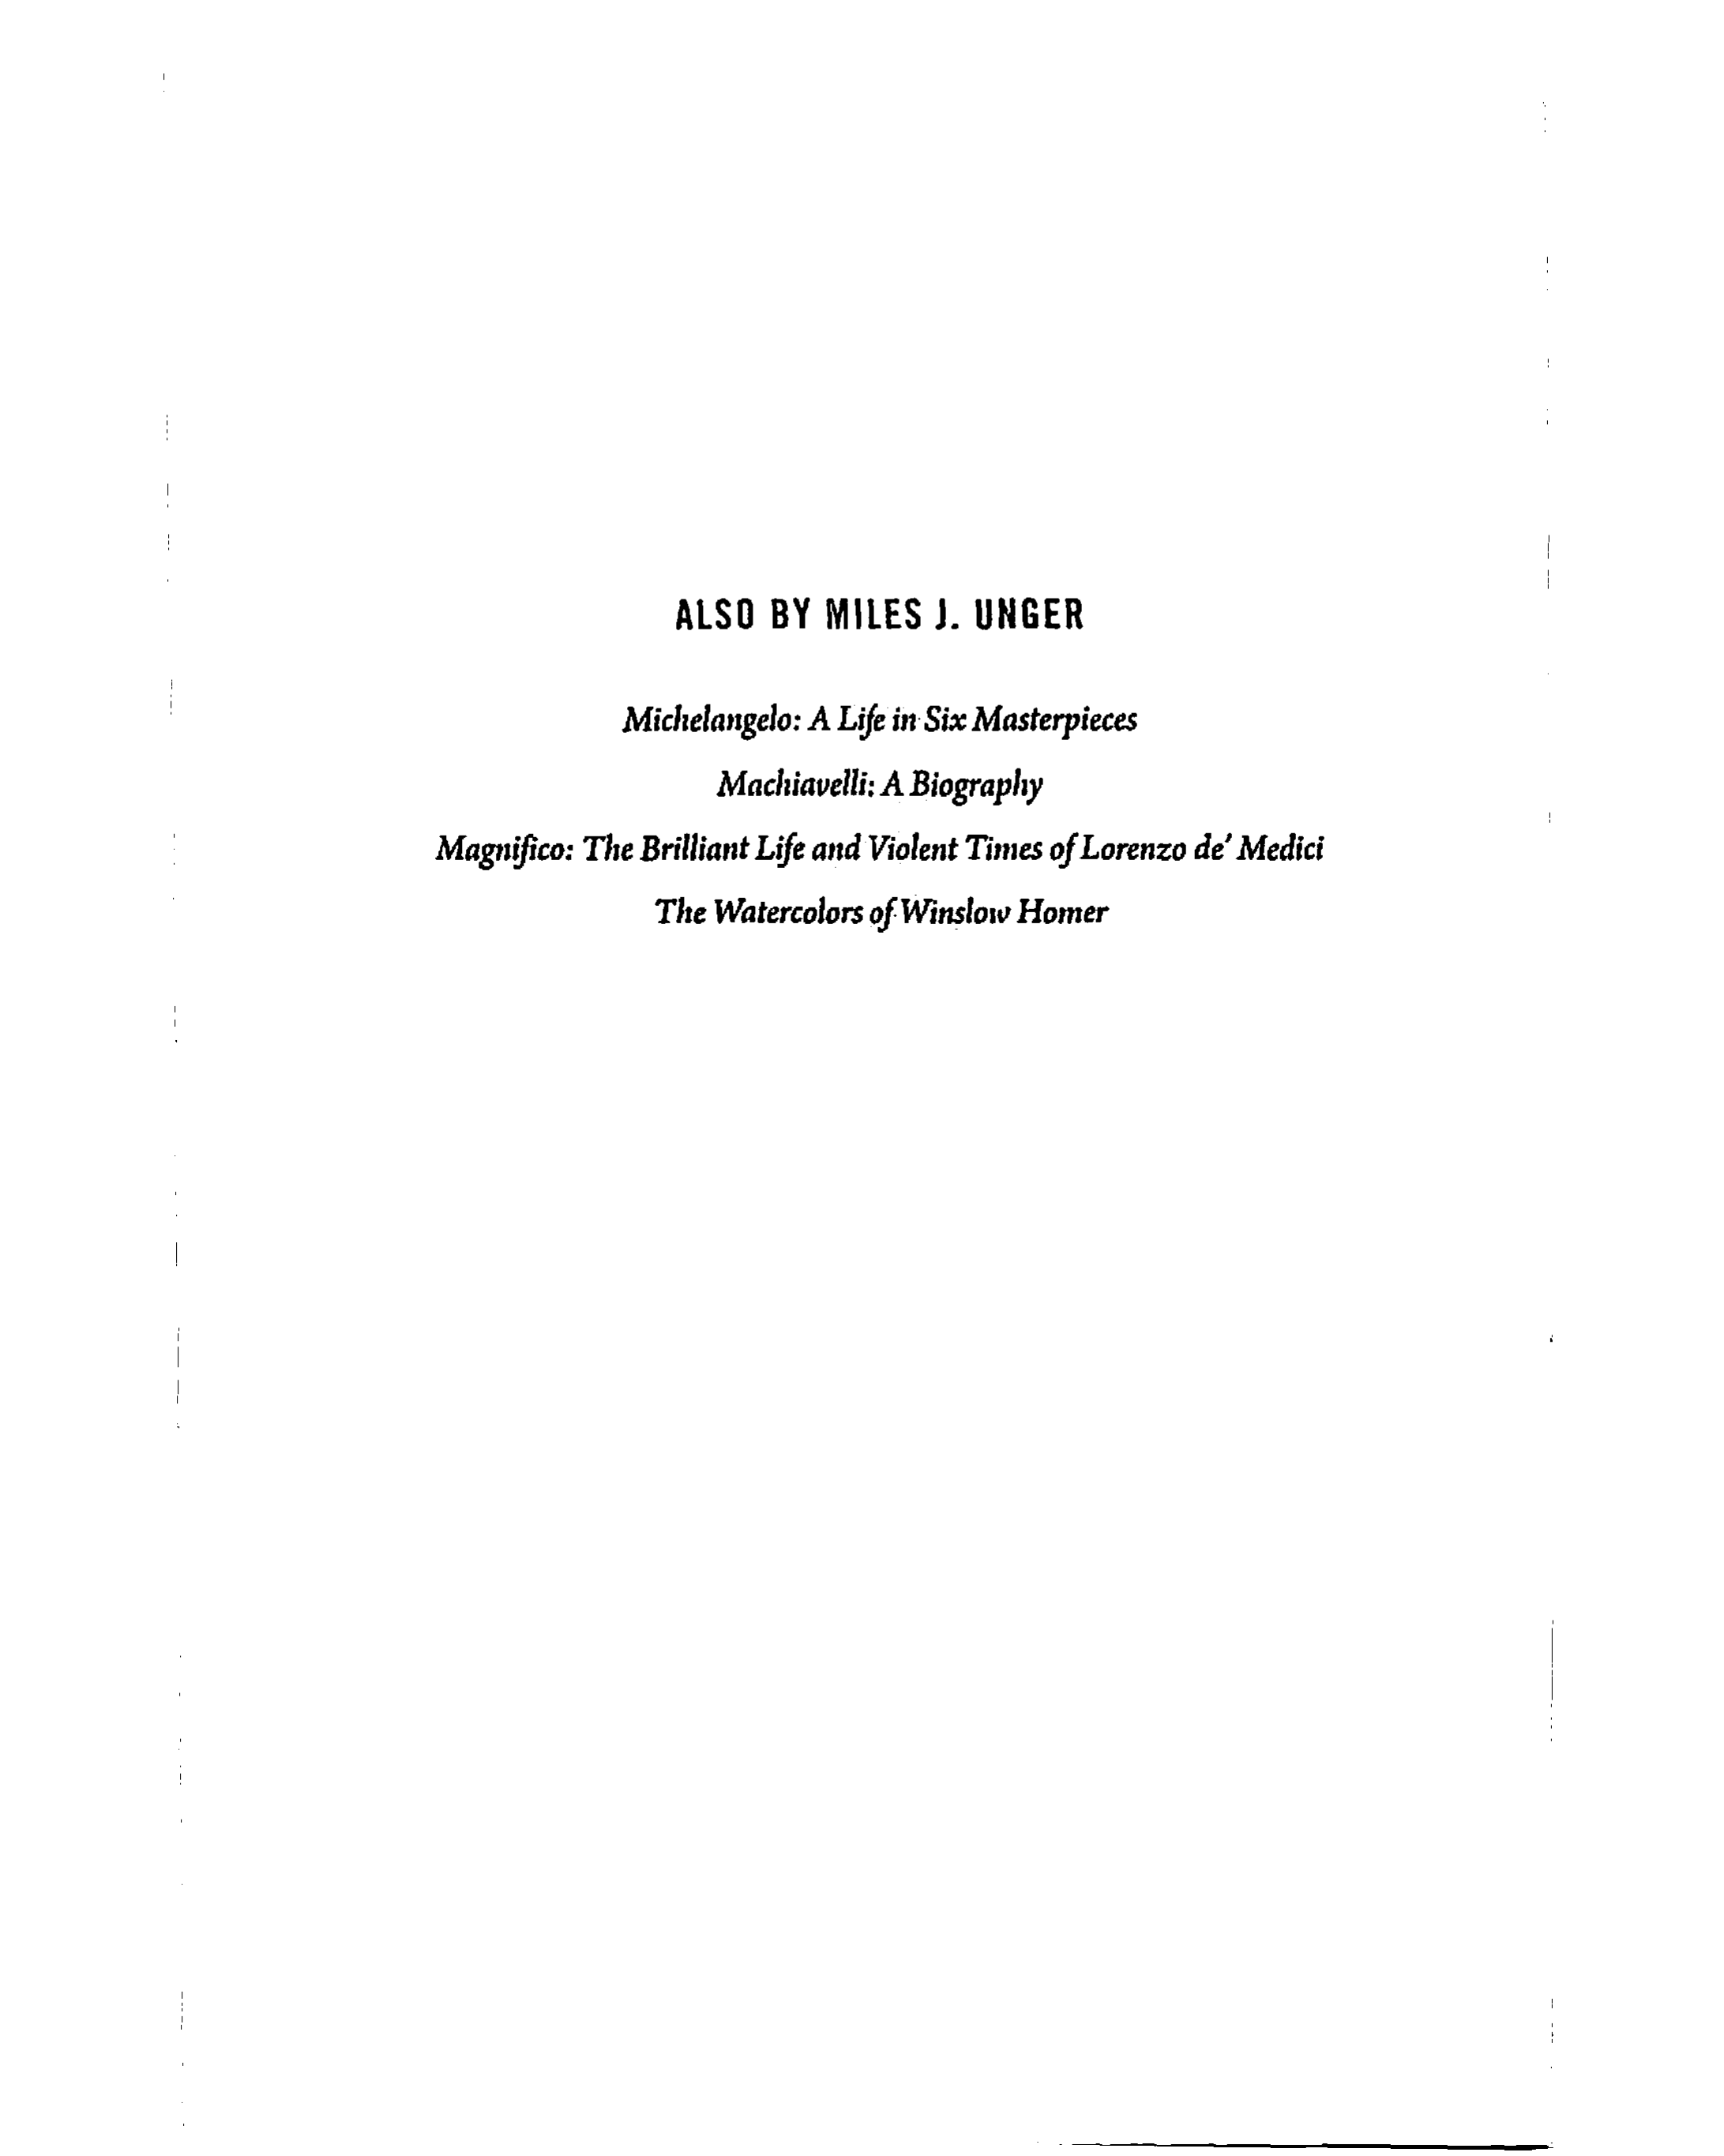 ALSO BY MILES J. UNGER
Michelangelo: A Life in Six Masterpieces
Machiavelli: A Biography
Magnifico: The Brilliant Life and Violent Times of Lorenzo de' Medici
The Watercolors of Winslow Homer